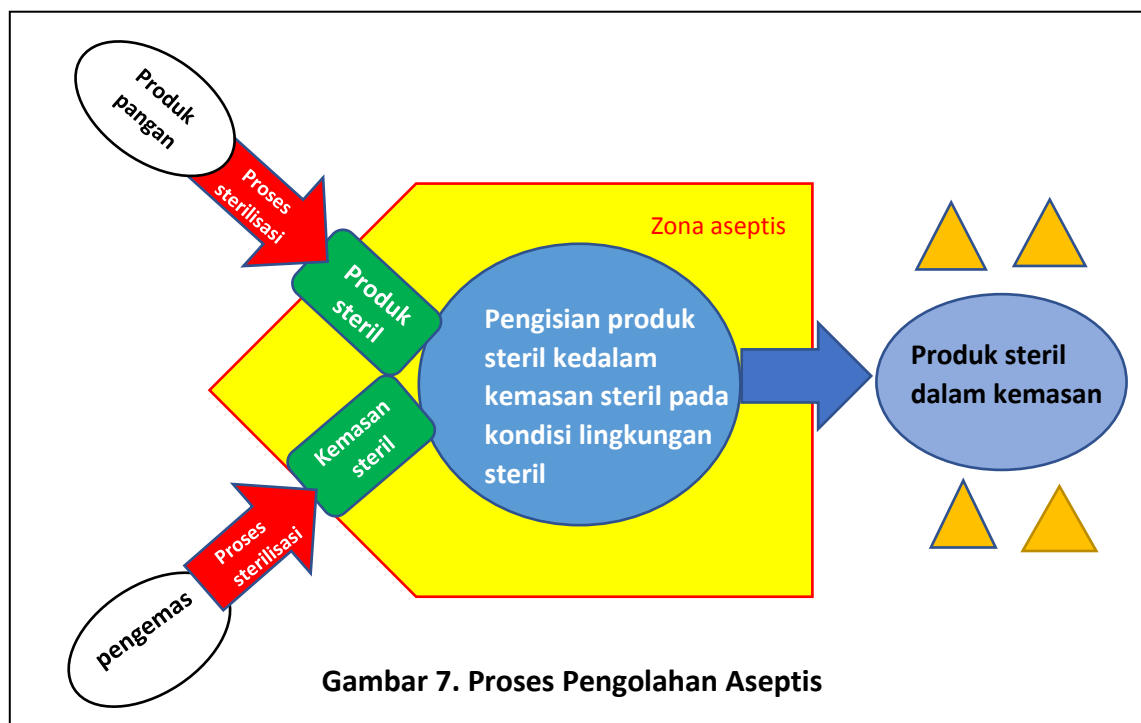 Produk
pangan
Proses
sterilisasi
Produk
steril
Zona aseptis
Pengisian produk
steril kedalam
kemasan steril pada
kondisi lingkungan
steril
Produk steril
dalam kemasan
Kemasan
steril
Proses
sterilisasi
pengemas
Gambar 7. Proses Pengolahan Aseptis